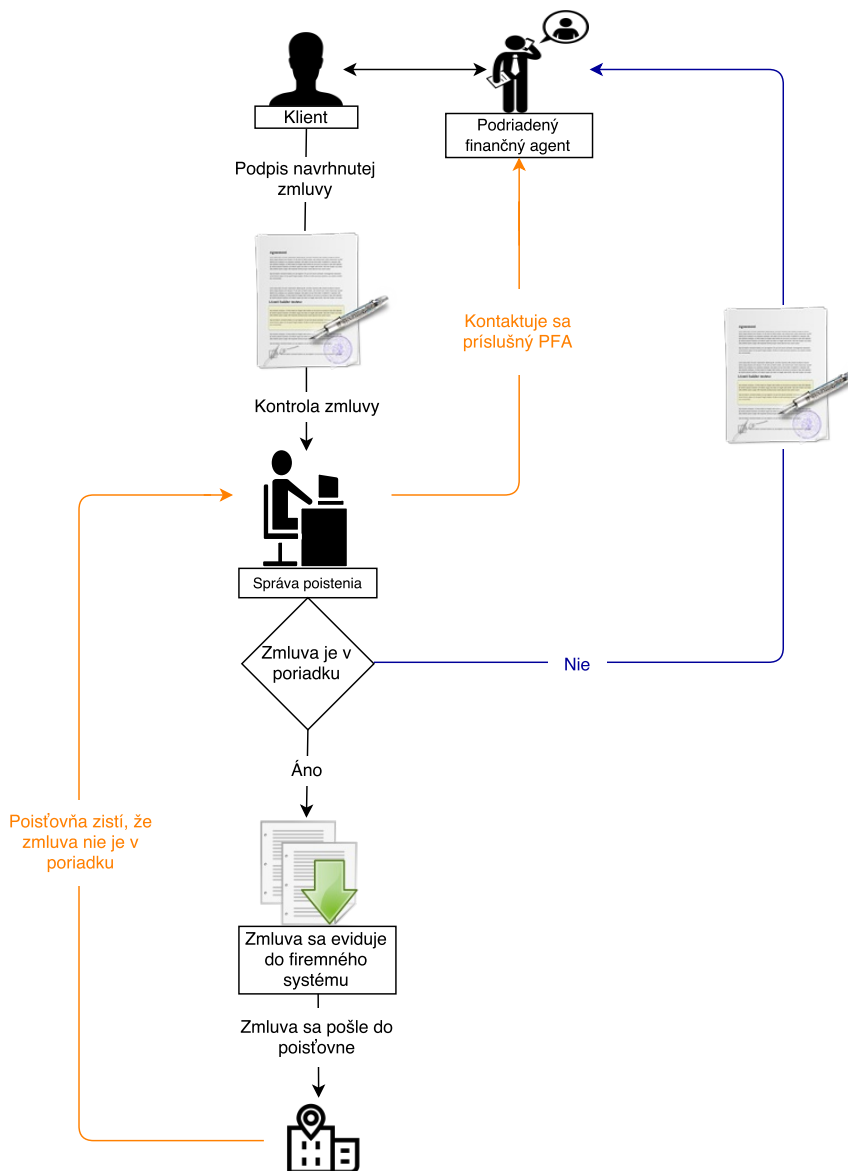 Klient
Podriadený
finančný agent
Podpis navrhnutej
zmluvy
Kontaktuje sa
príslušný PFA
Kontrola zmluvy
Správa poistenia
Zmluva je v
poriadku
Nie
Áno
Poisťovňa zistí, že
zmluva nie je v
poriadku
Zmluva sa eviduje
do firemného
systému
Zmluva sa pošle do
poisťovne